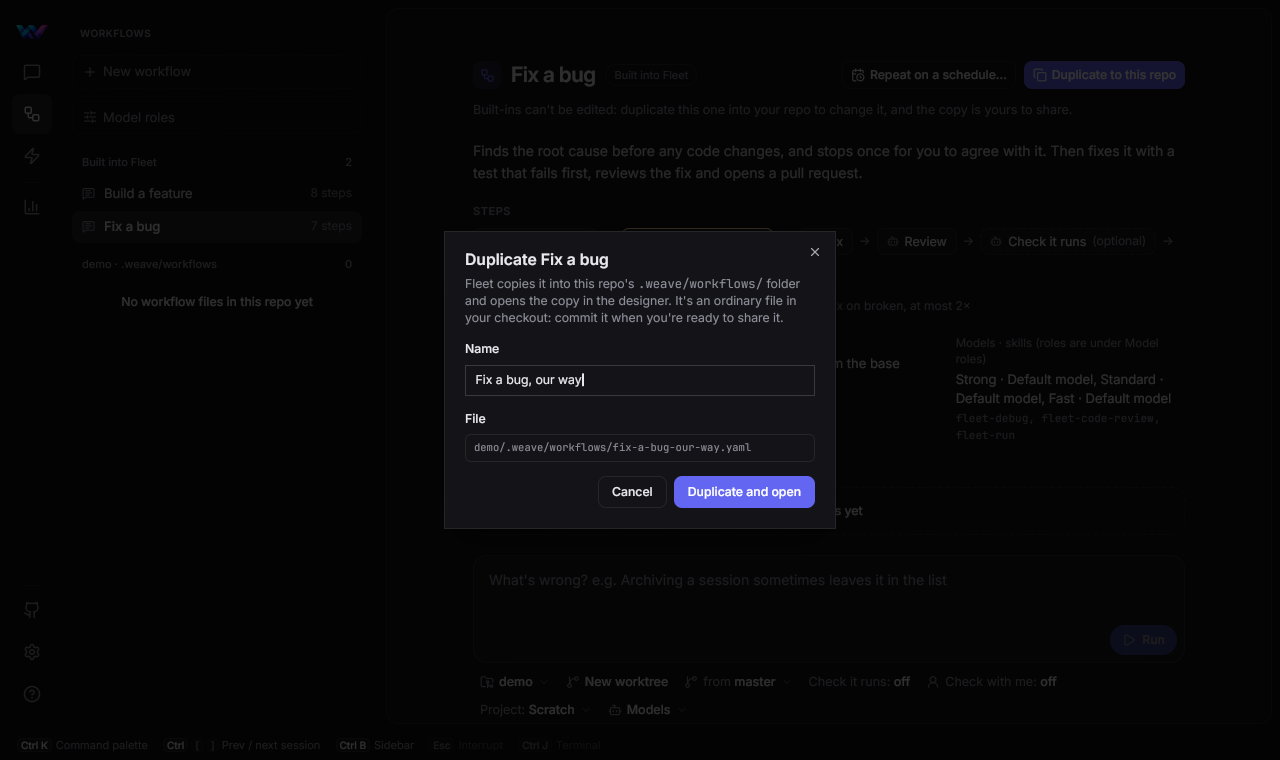 WORKFLOWS
New workflow
Model roles
Built into Fleet 2
Build a feature 8 steps
Fix a bug 7 steps
demo · .weave/workflows 0
No workflow files in this repo yet
Fix a bug Built into Fleet Repeat on a schedule... Duplicate to this repo
Built-ins can't be edited: duplicate this one into your repo to change it, and the copy is yours to share.
Finds the root cause before any code changes, and stops once for you to agree with it. Then fixes it with a
test that fails first, reviews the fix and opens a pull request.
STEPS
x → Review → Check it runs (optional) →
x on broken, at most 2×
m the base
Models · skills (roles are under Model
roles)
Strong · Default model, Standard ·
Default model, Fast · Default model
fleet-debug, fleet-code-review,
fleet-run
s yet
Duplicate Fix a bug
Fleet copies it into this repo's .weave/workflows/ folder
and opens the copy in the designer. It's an ordinary file in
your checkout: commit it when you're ready to share it.
Name
Fix a bug, our way
File
demo/.weave/workflows/fix-a-bug-our-way.yaml
Cancel Duplicate and open
What's wrong? e.g. Archiving a session sometimes leaves it in the list
Run
demo New worktree from master Check it runs: off Check with me: off
Project: Scratch Models
Ctrl K Command palette Ctrl [ ] Prev / next session Ctrl B Sidebar Esc Interrupt Ctrl J Terminal